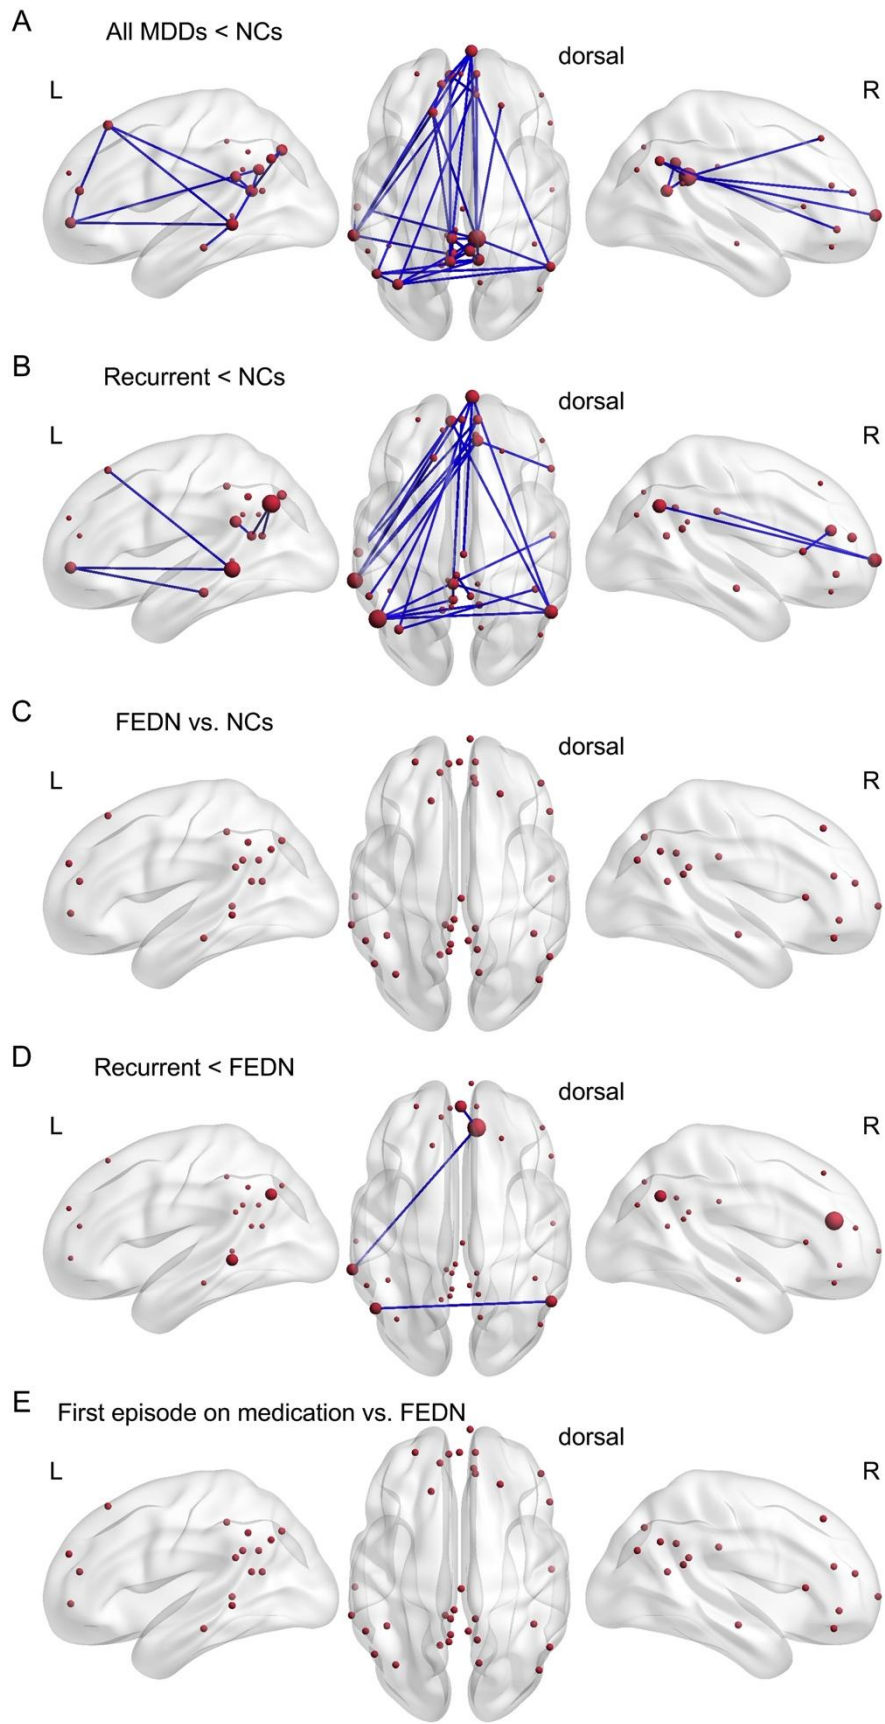 A
All MDDs < NCs
dorsal
L
R
B
Recurrent < NCs
dorsal
L
R
C
FEDN vs. NCs
dorsal
L
R
D
Recurrent < FEDN
dorsal
L
R
E
First episode on medication vs. FEDN
dorsal
L
R